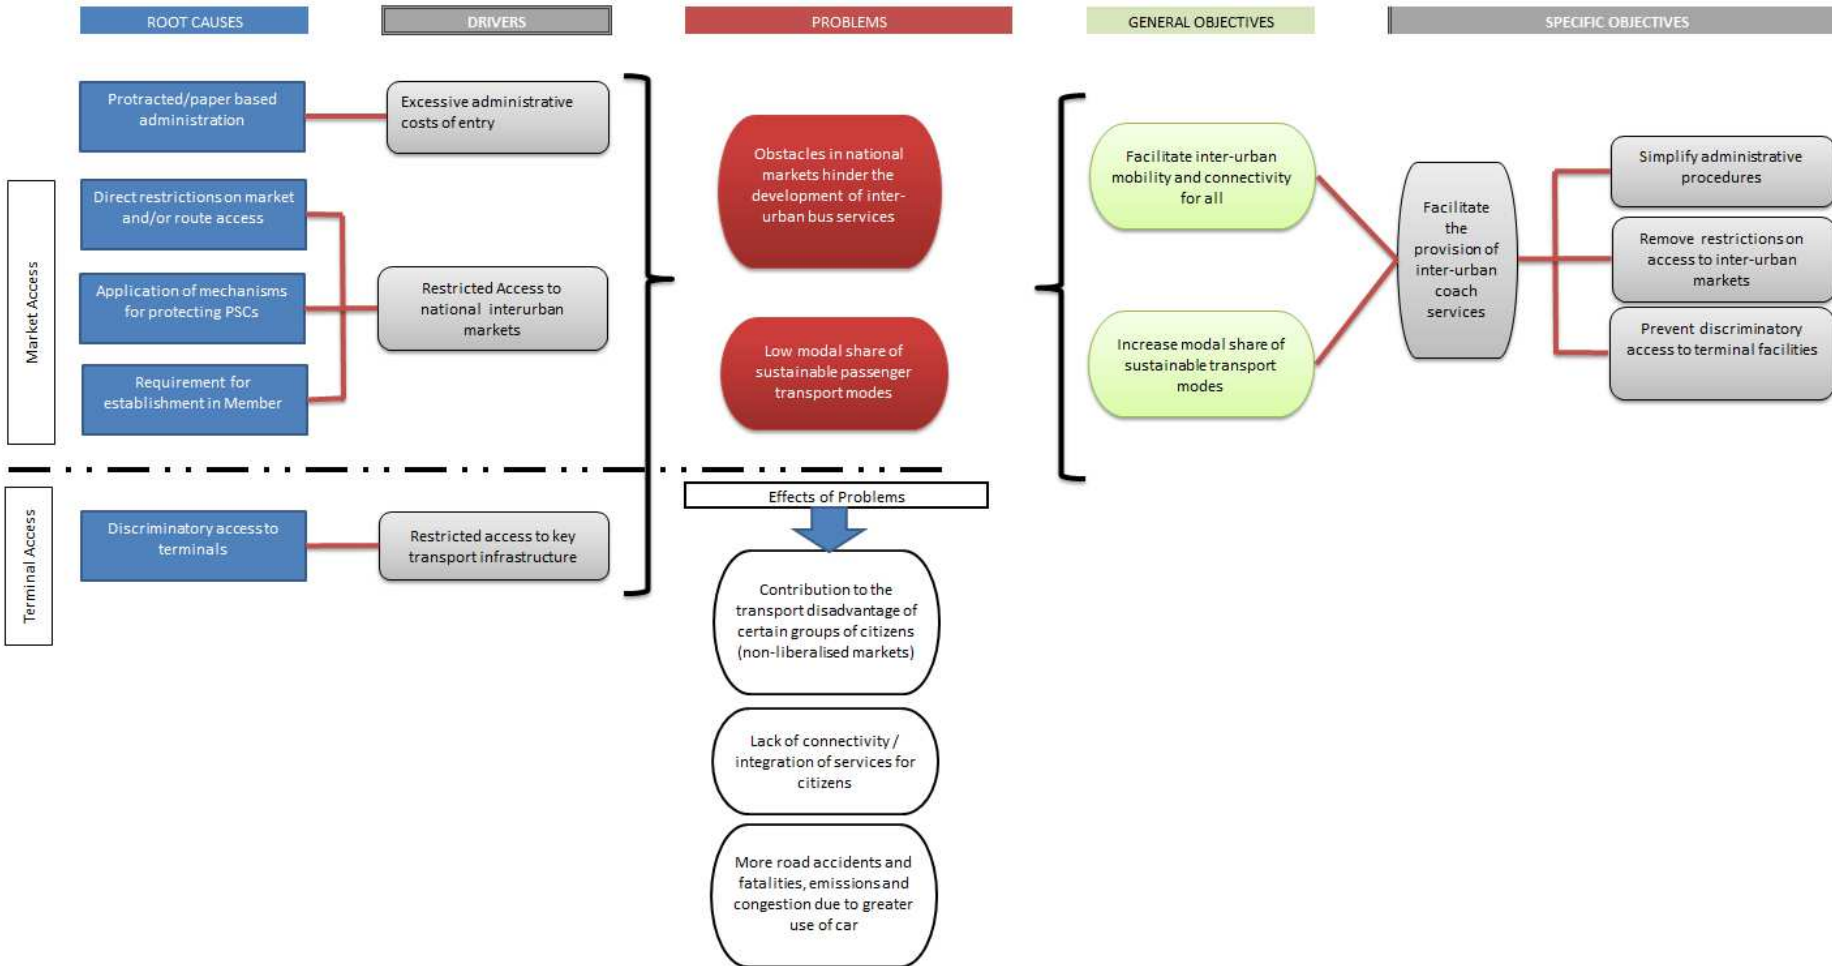 ROOT CAUSES
DRIVERS
PROBLEMS
GENERAL OBJECTIVES
SPECIFIC OBJECTIVES
Market Access
Protracted/paper based
administration
Direct restrictions on market
and/or route access
Application of mechanisms
for protecting PSCs
Requirement for
establishment in Member
Excessive administrative
costs of entry
Restricted Access to
national interurban
markets
Terminal Access
Discriminatory access to
terminals
Restricted access to key
transport infrastructure
Obstacles in national
markets hinder the
development of inter-
urban bus services
Low modal share of
sustainable passenger
transport modes
Effects of Problems
Contribution to the
transport disadvantage of
certain groups of citizens
(non-liberalised markets)
Lack of connectivity /
integration of services for
citizens
More road accidents and
fatalities, emissions and
congestion due to greater
use of car
Facilitate inter-urban
mobility and connectivity
for all
Increase modal share of
sustainable transport
modes
Facilitate
the
provision of
inter-urban
coach
services
Simplify administrative
procedures
Remove restrictions on
access to inter-urban
markets
Prevent discriminatory
access to terminal facilities